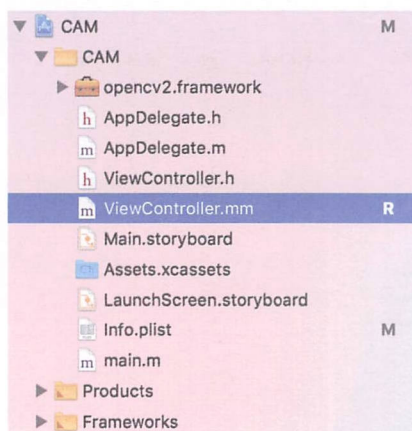 CAM M
CAM
opencv2.framework
h AppDelegate.h
m AppDelegate.m
h ViewController.h
m ViewController.mm R
Main.storyboard
Assets.xcassets
LaunchScreen.storyboard
Info.plist M
m main.m
Products
Frameworks